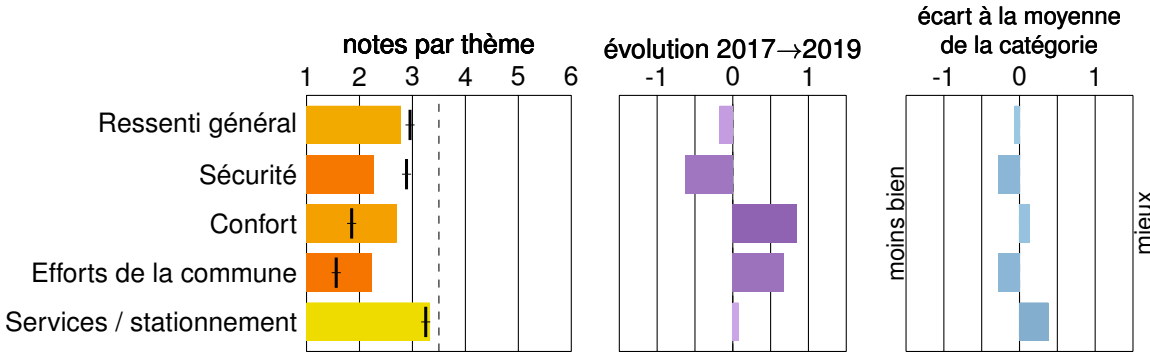 notes par thème
1 2 3 4 5 6
évolution 2017→2019
-1 0 1
écart à la moyenne
de la catégorie
-1 0 1
Ressenti général
Sécurité
Confort
Efforts de la commune
Services / stationnement
moins bien
mieux